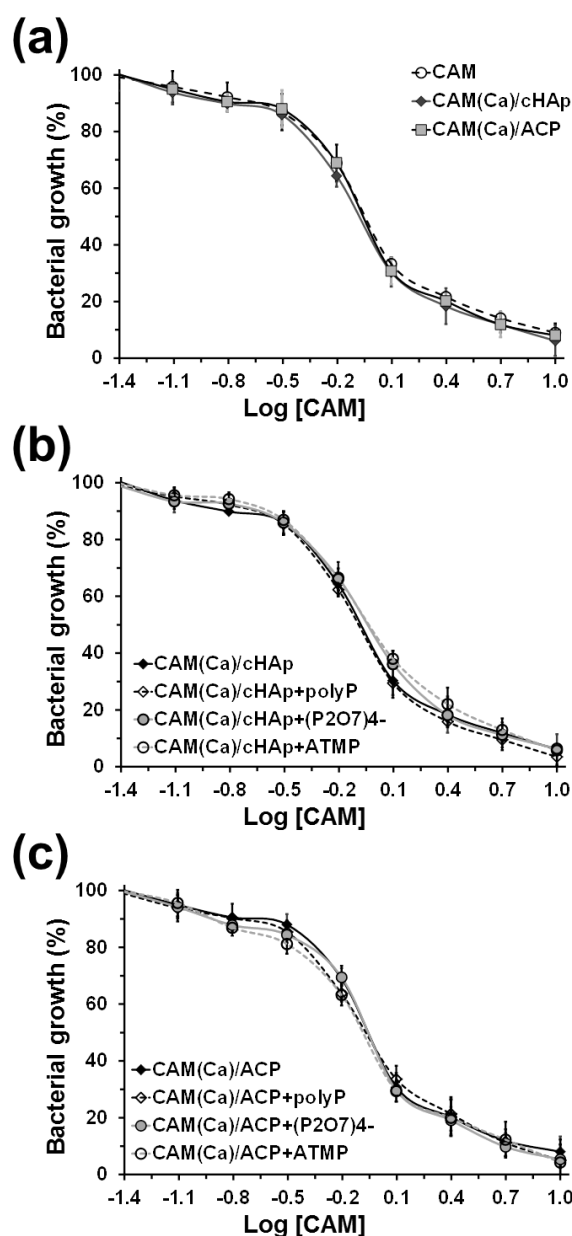 (a)
Bacterial growth (%)
100
80
60
40
20
0
CAM
CAM(Ca)/cHAp
CAM(Ca)/ACP
-1.4 -1.1 -0.8 -0.5 -0.2 0.1 0.4 0.7 1.0
Log [CAM]
(b)
Bacterial growth (%)
100
80
60
40
20
0
CAM(Ca)/cHAp
CAM(Ca)/cHAp+polyP
CAM(Ca)/cHAp+(P2O7)4-
CAM(Ca)/cHAp+ATMP
-1.4 -1.1 -0.8 -0.5 -0.2 0.1 0.4 0.7 1.0
Log [CAM]
(c)
Bacterial growth (%)
100
80
60
40
20
0
CAM(Ca)/ACP
CAM(Ca)/ACP+polyP
CAM(Ca)/ACP+(P2O7)4-
CAM(Ca)/ACP+ATMP
-1.4 -1.1 -0.8 -0.5 -0.2 0.1 0.4 0.7 1.0
Log [CAM]